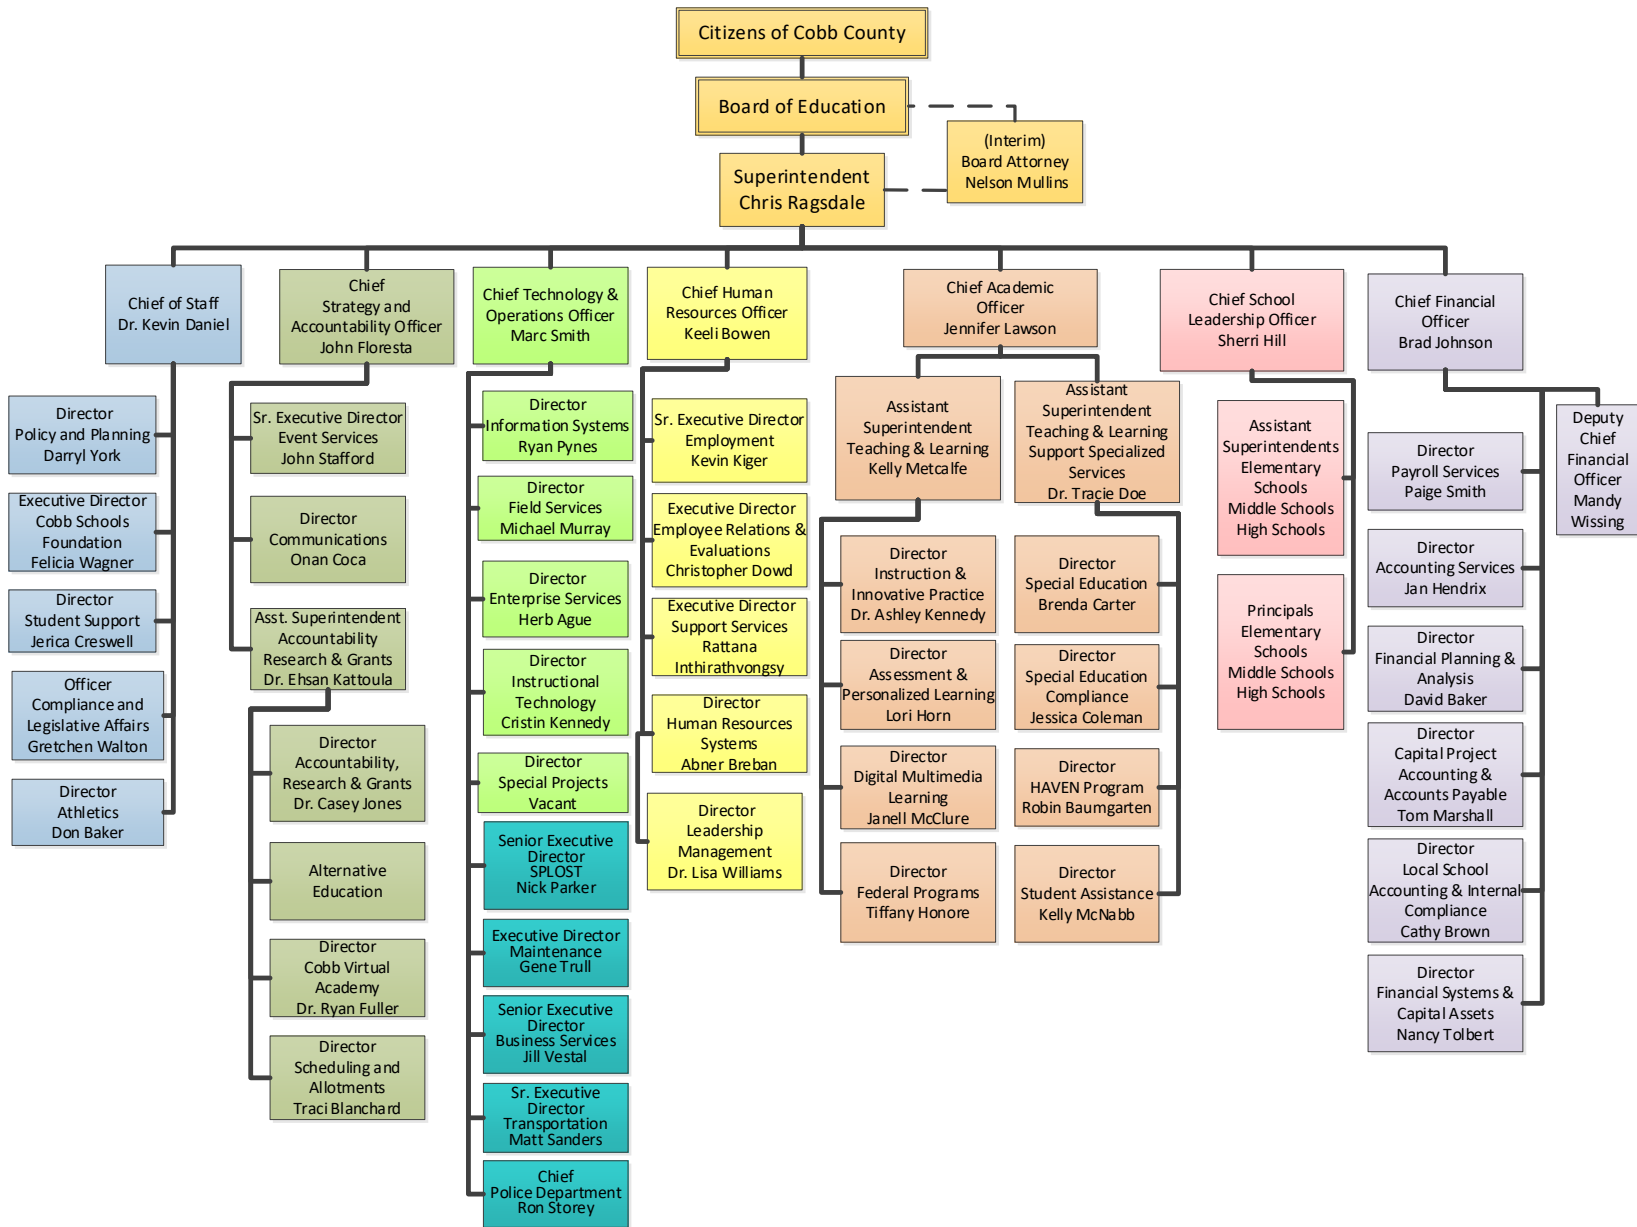 Citizens of Cobb County
Board of Education
(Interim)
Board Attorney
Nelson Mullins
Superintendent
Chris Ragsdale
Chief of Staff
Dr. Kevin Daniel
Director
Policy and Planning
Darryl York
Executive Director
Cobb Schools
Foundation
Felicia Wagner
Director
Student Support
Jerica Creswell
Officer
Compliance and
Legislative Affairs
Gretchen Walton
Director
Athletics
Don Baker
Chief
Strategy and
Accountability Officer
John Floresta
Sr. Executive Director
Event Services
John Stafford
Director
Communications
Onan Coca
Asst. Superintendent
Accountability
Research & Grants
Dr. Ehsan Kattoula
Director
Accountability,
Research & Grants
Dr. Casey Jones
Alternative
Education
Director
Cobb Virtual
Academy
Dr. Ryan Fuller
Director
Scheduling and
Allotments
Traci Blanchard
Chief Technology &
Operations Officer
Marc Smith
Director
Information Systems
Ryan Pynes
Director
Field Services
Michael Murray
Director
Enterprise Services
Herb Ague
Director
Instructional
Technology
Cristin Kennedy
Director
Special Projects
Vacant
Senior Executive
Director
SPLOST
Nick Parker
Executive Director
Maintenance
Gene Trull
Senior Executive
Director
Business Services
Jill Vestal
Sr. Executive
Director
Transportation
Matt Sanders
Chief
Police Department
Ron Storey
Chief Human
Resources Officer
Keeli Bowen
Sr. Executive Director
Employment
Kevin Kiger
Executive Director
Employee Relations &
Evaluations
Christopher Dowd
Executive Director
Support Services
Rattana
Inthirathvongsy
Director
Human Resources
Systems
Abner Breban
Director
Leadership
Management
Dr. Lisa Williams
Chief Academic
Officer
Jennifer Lawson
Assistant
Superintendent
Teaching & Learning
Kelly Metcalfe
Director
Instruction &
Innovative Practice
Dr. Ashley Kennedy
Director
Assessment &
Personalized Learning
Lori Horn
Director
Digital Multimedia
Learning
Janell McClure
Director
Federal Programs
Tiffany Honore
Assistant
Superintendent
Teaching & Learning
Support Specialized
Services
Dr. Tracie Doe
Director
Special Education
Brenda Carter
Director
Special Education
Compliance
Jessica Coleman
Director
HAVEN Program
Robin Baumgarten
Director
Student Assistance
Kelly McNabb
Chief School
Leadership Officer
Sherri Hill
Assistant
Superintendents
Elementary
Schools
Middle Schools
High Schools
Principals
Elementary
Schools
Middle Schools
High Schools
Chief Financial
Officer
Brad Johnson
Deputy
Chief
Financial
Officer
Mandy
Wissing
Director
Payroll Services
Paige Smith
Director
Accounting Services
Jan Hendrix
Director
Financial Planning &
Analysis
David Baker
Director
Capital Project
Accounting &
Accounts Payable
Tom Marshall
Director
Local School
Accounting & Internal
Compliance
Cathy Brown
Director
Financial Systems &
Capital Assets
Nancy Tolbert